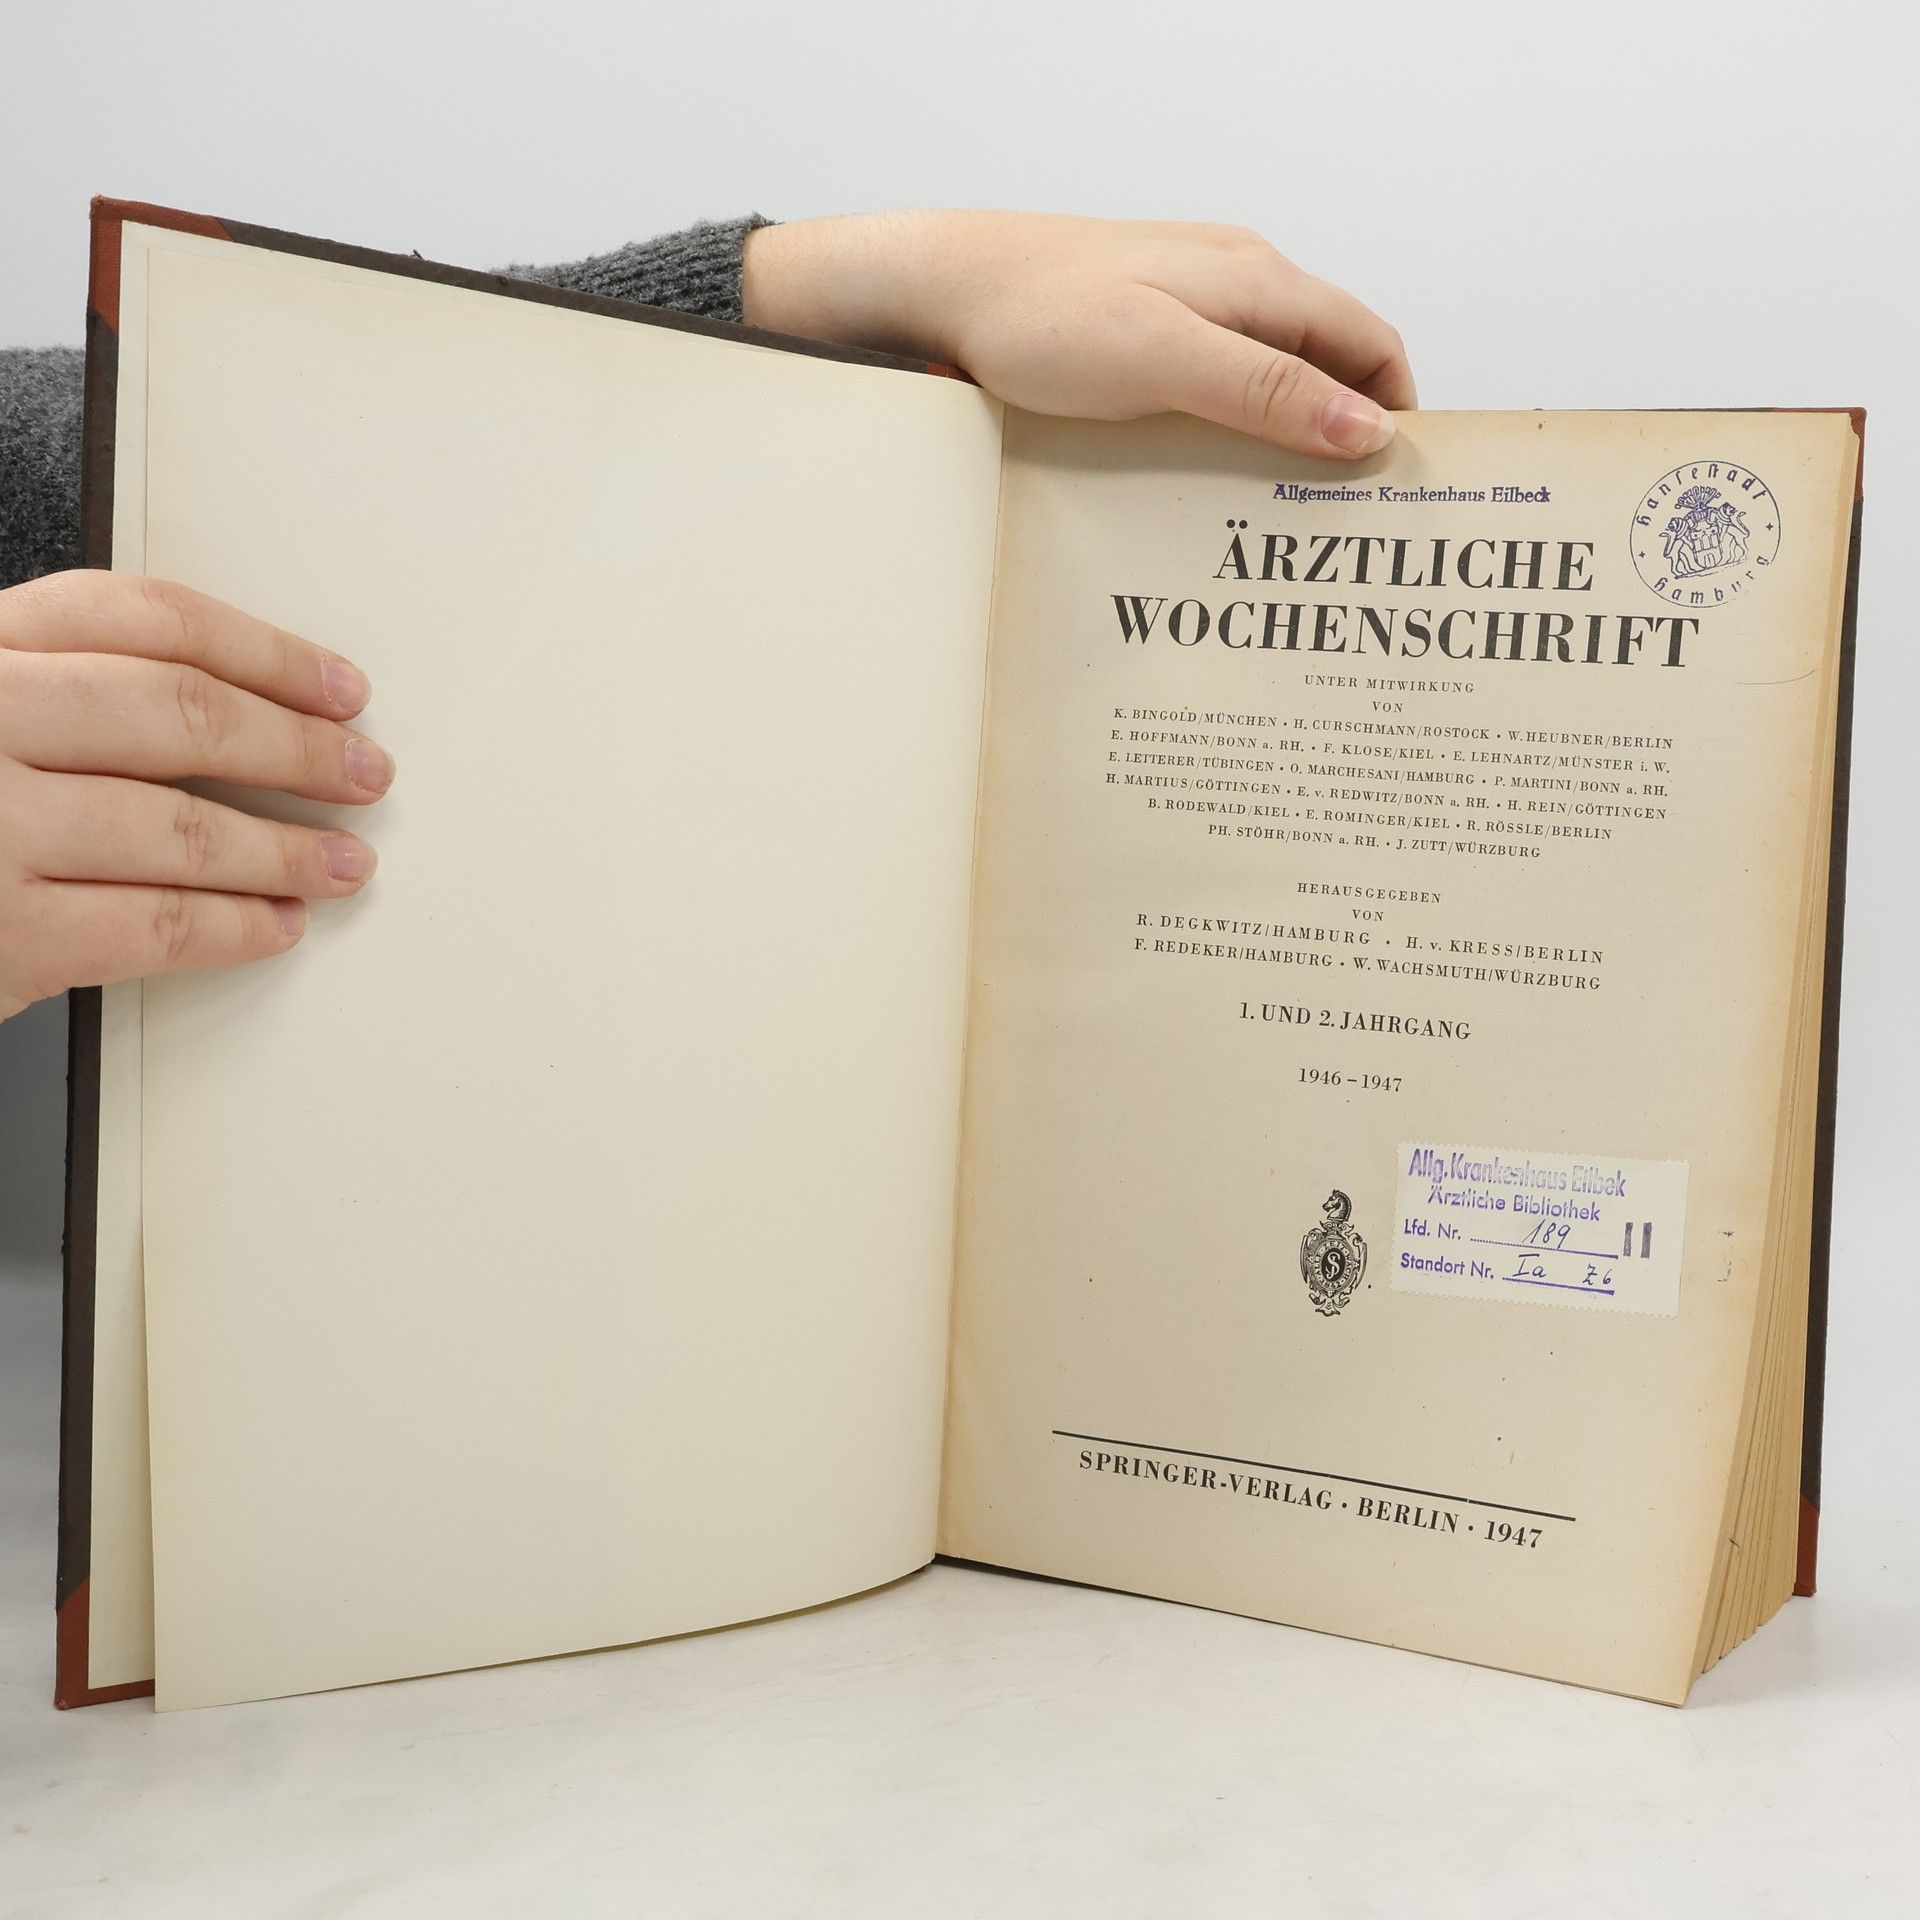 Allgemeines Krankenhaus Eilbeck
Hansestadt
Hamburg
ÄRZTLICHE
WOCHENSCHRIFT
UNTER MITWIRKUNG
VON
K. BINGOLD/MÜNCHEN • H. CURSCHMANN/ROSTOCK • W. HEUBNER/BERLIN
E. HOFFMANN/BONN a. RH. • F. KLOSE/KIEL • E. LEHNARTZ/MÜNSTER i. W.
E. LETTERER/TÜBINGEN • O. MARCHESANI/HAMBURG • P. MARTINI/BONN a. RH.
H. MARTIUS/GÖTTINGEN • E. v. REDWITZ/BONN a. RH. • H. REIN/GÖTTINGEN
B. RODEWALD/KIEL • E. ROMINGER/KIEL • R. RÖSSLE/BERLIN
PH. STÖHR/BONN a. RH. • J. ZUTT/WÜRZBURG
HERAUSGEGEBEN
VON
R. DEGKWITZ/HAMBURG • H. v. KRESS/BERLIN
F. REDEKER/HAMBURG • W. WACHSMUTH/WÜRZBURG
1. UND 2. JAHRGANG
1946 – 1947
Allg. Krankenhaus Eilbek
Ärztliche Bibliothek
Lfd. Nr. 189 II
Standort Nr. Ia Z6
SPRINGER-VERLAG • BERLIN • 1947